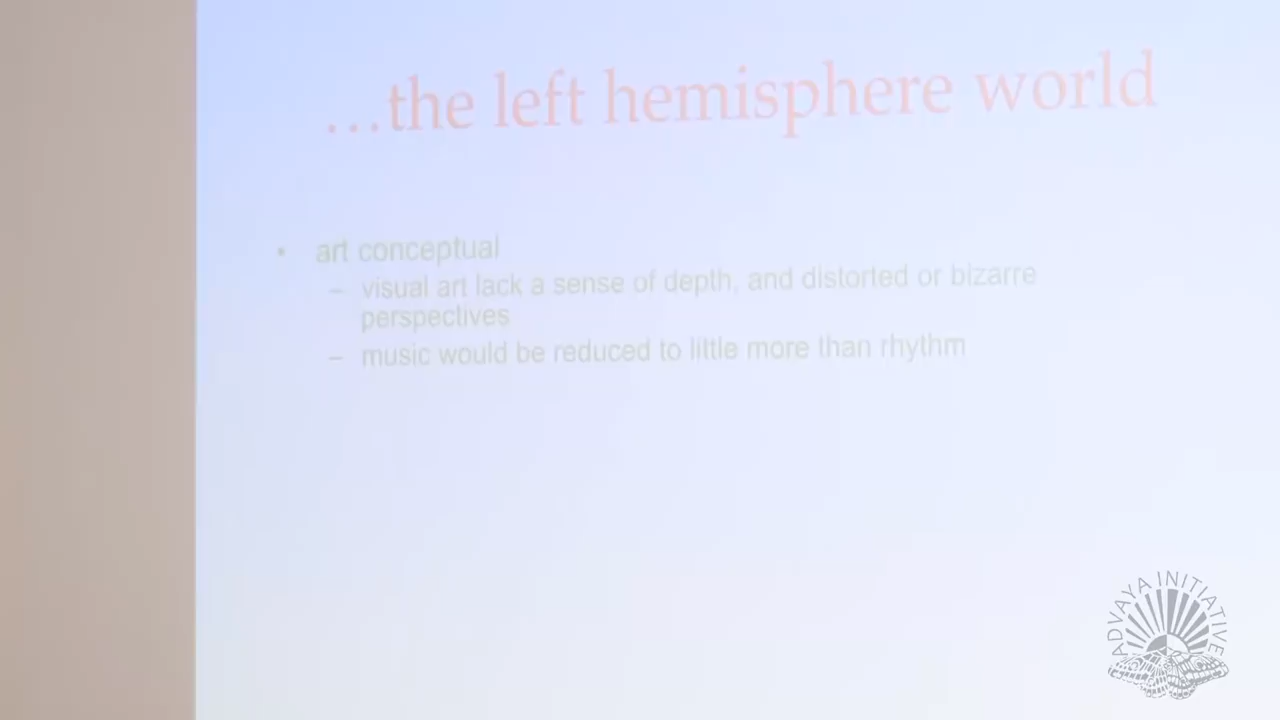 …the left hemisphere world
• art conceptual
– visual art lack a sense of depth, and distorted or bizarre
perspectives
– music would be reduced to little more than rhythm
ADVAYA INITIATIVE